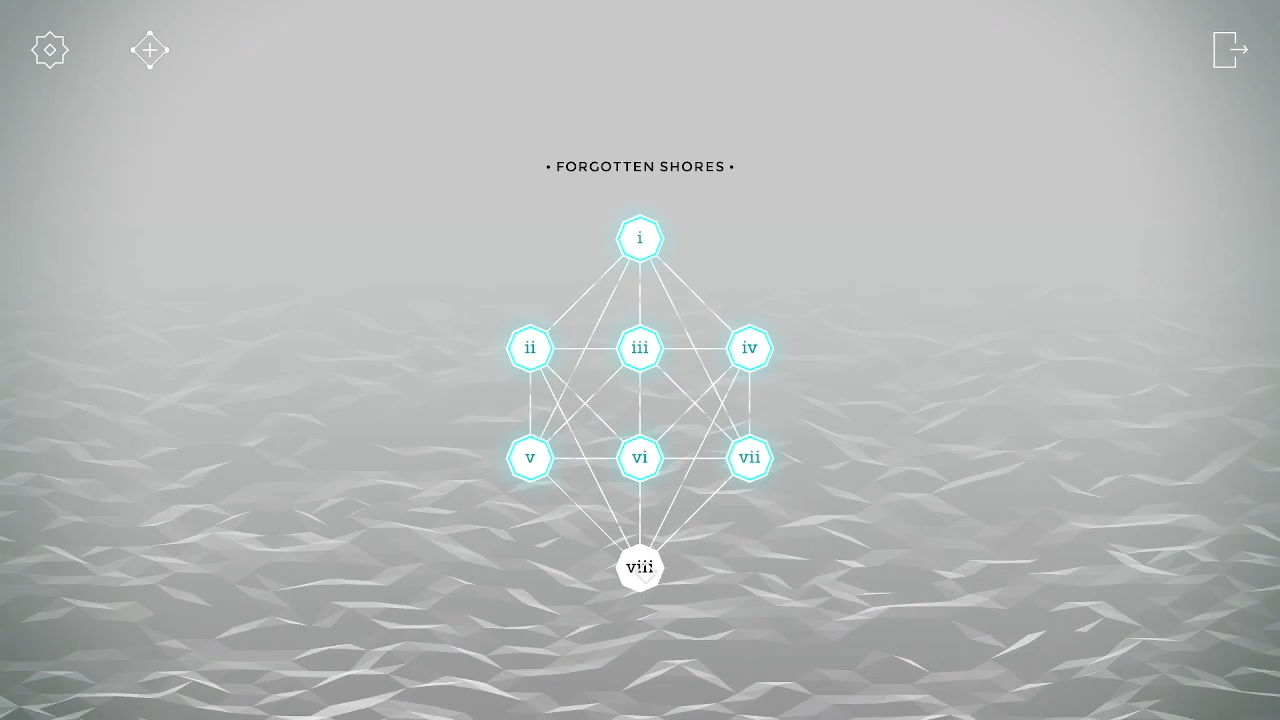 • FORGOTTEN SHORES •
i
ii iii iv
v vi vii
viii